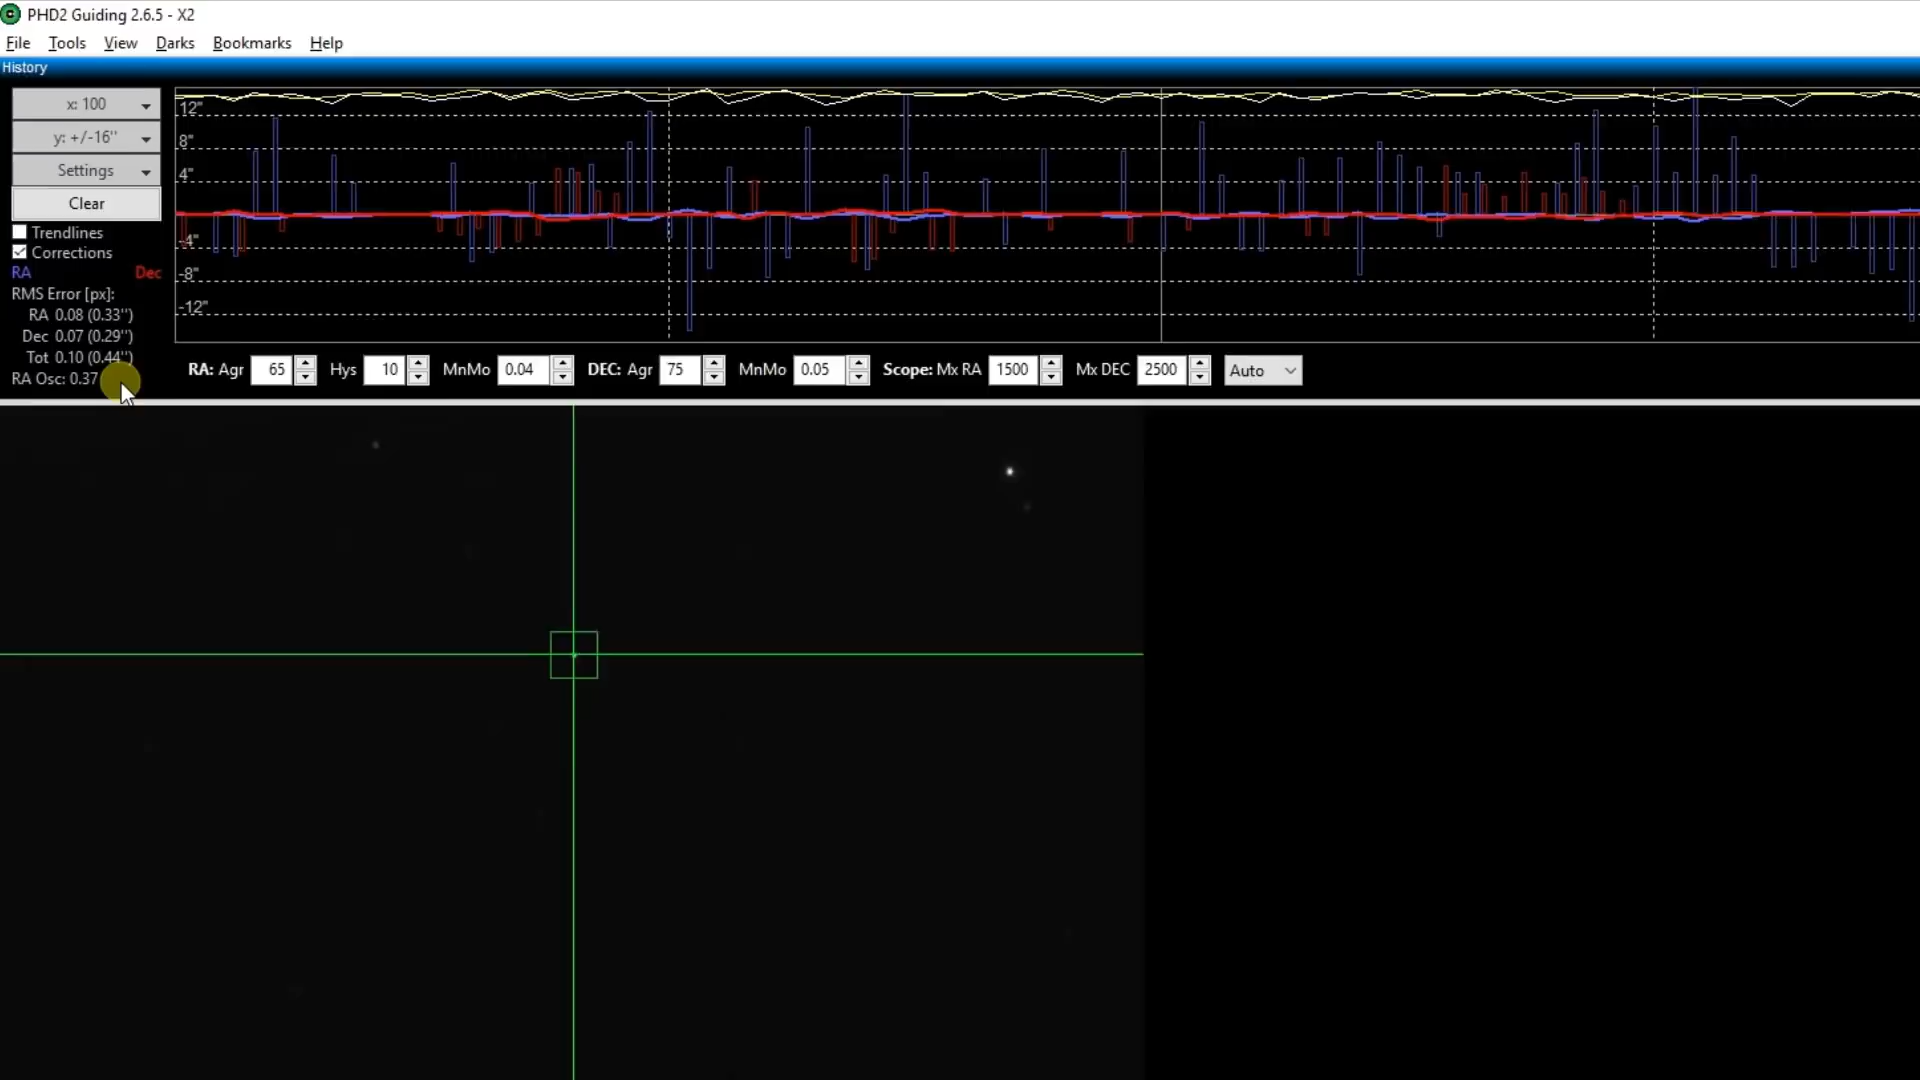 PHD2 Guiding 2.6.5 - X2
File Tools View Darks Bookmarks Help
History
x: 100
y: +/-16''
Settings
Clear
Trendlines
Corrections
RA Dec
RMS Error [px]:
RA 0.08 (0.33'')
Dec 0.07 (0.29'')
Tot 0.10 (0.44'')
RA Osc: 0.37
12"
8"
4"
-4"
-8"
-12"
RA: Agr 65 Hys 10 MnMo 0.04 DEC: Agr 75 MnMo 0.05 Scope: Mx RA 1500 Mx DEC 2500 Auto